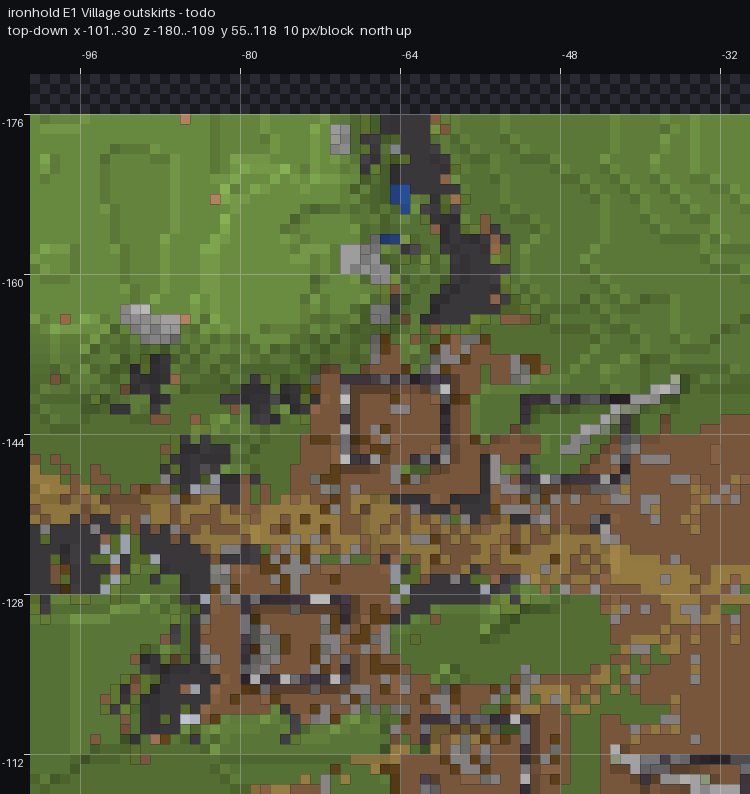 ironhold E1 Village outskirts - todo
top-down x -101..-30 z -180..-109 y 55..118 10 px/block north up
-96 -80 -64 -48 -32
-176
-160
-144
-128
-112